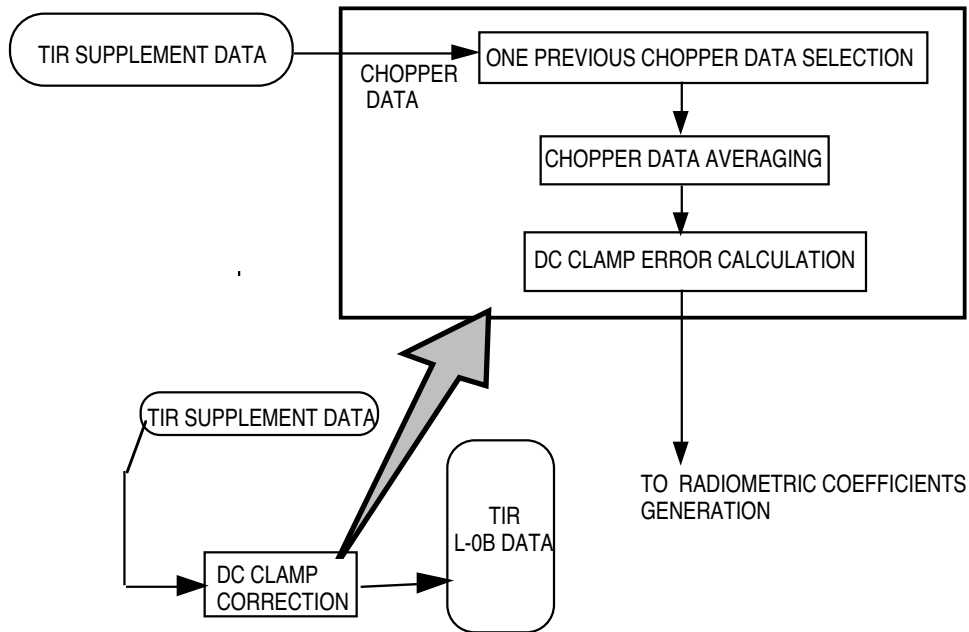 TIR SUPPLEMENT DATA
CHOPPER
DATA
ONE PREVIOUS CHOPPER DATA SELECTION
CHOPPER DATA AVERAGING
DC CLAMP ERROR CALCULATION
TIR SUPPLEMENT DATA
TO RADIOMETRIC COEFFICIENTS
GENERATION
TIR
L-0B DATA
DC CLAMP
CORRECTION